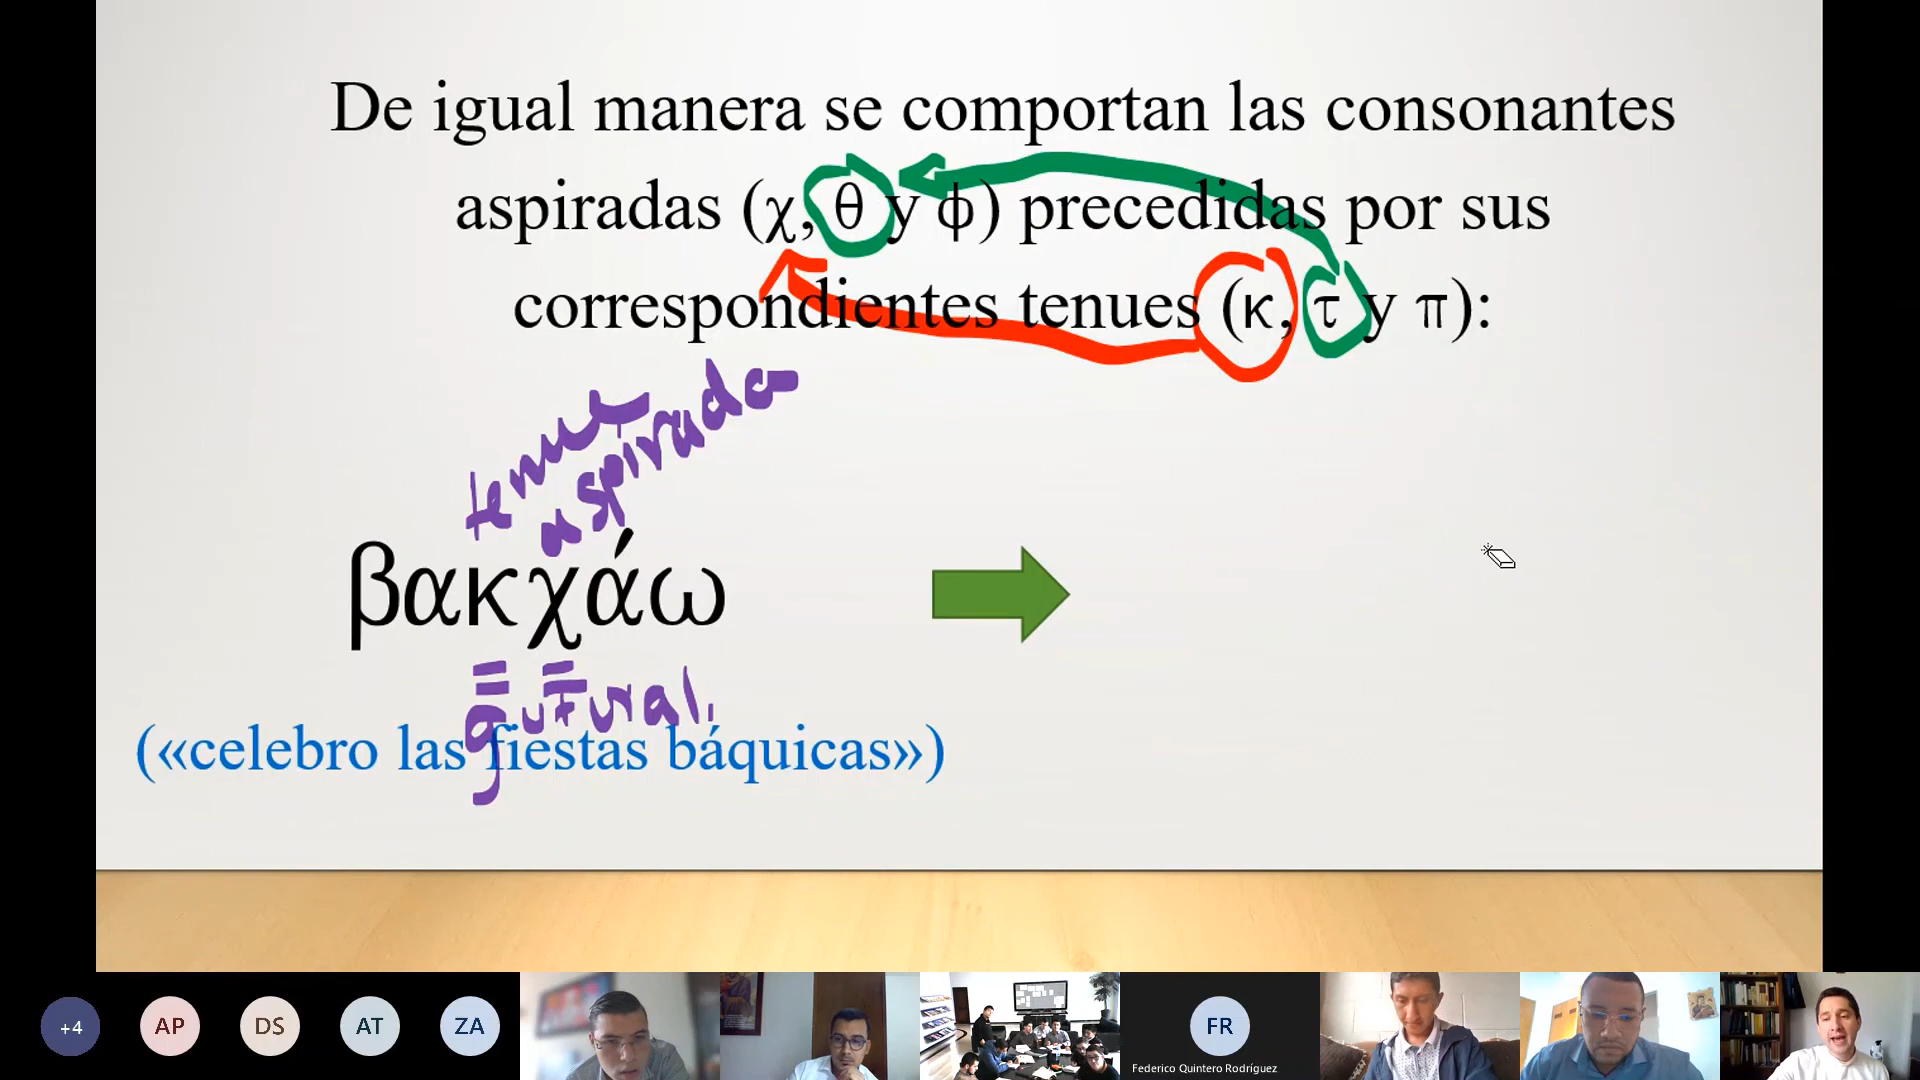 De igual manera se comportan las consonantes
aspiradas (χ, θ y ϕ) precedidas por sus
correspondientes tenues (κ, τ y π):
tenue
aspirada
βακχάω
gutural.
(«celebro las fiestas báquicas»)
+4
AP
DS
AT
ZA
FR
Federico Quintero Rodríguez